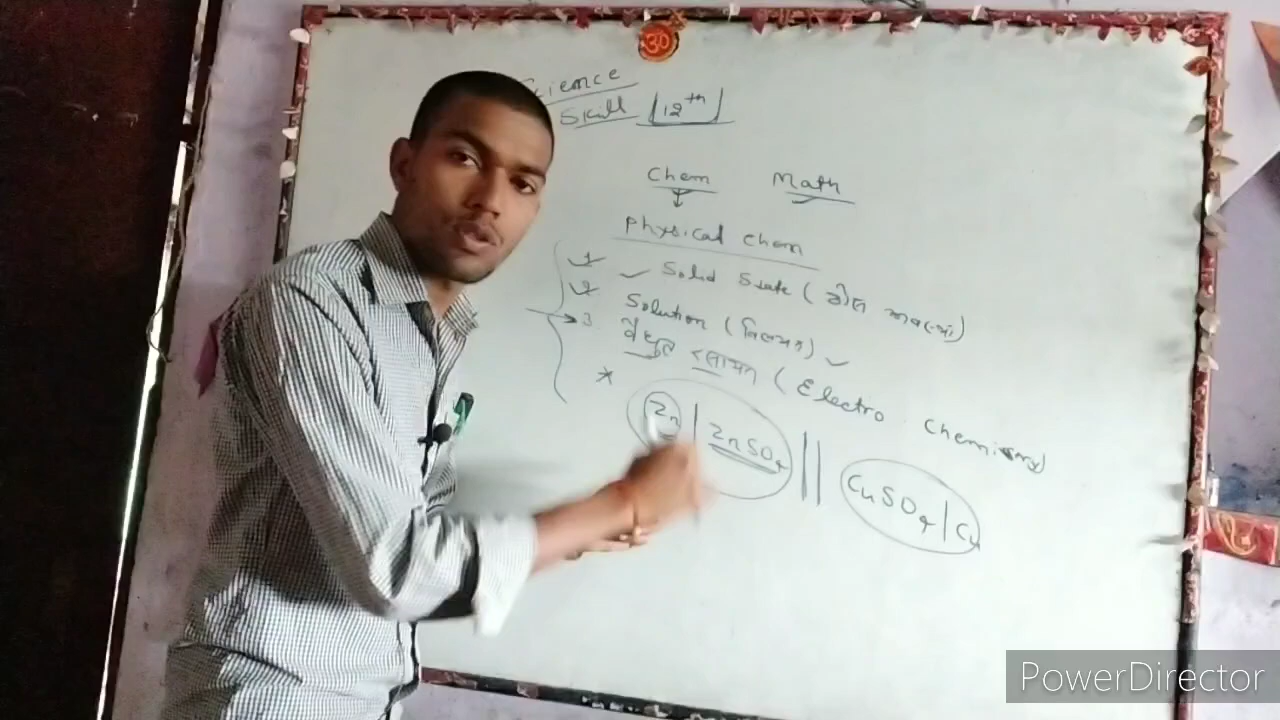 ॐ
Science
Skill 12th
Chem Math
Physical Chem
1 Solid State (ठोस अवस्था)
2 Solution (विलयन)
3 वैद्युत रसायन (Electro Chemistry)
* Zn | ZnSO4 || CuSO4 | Cu
PowerDirector